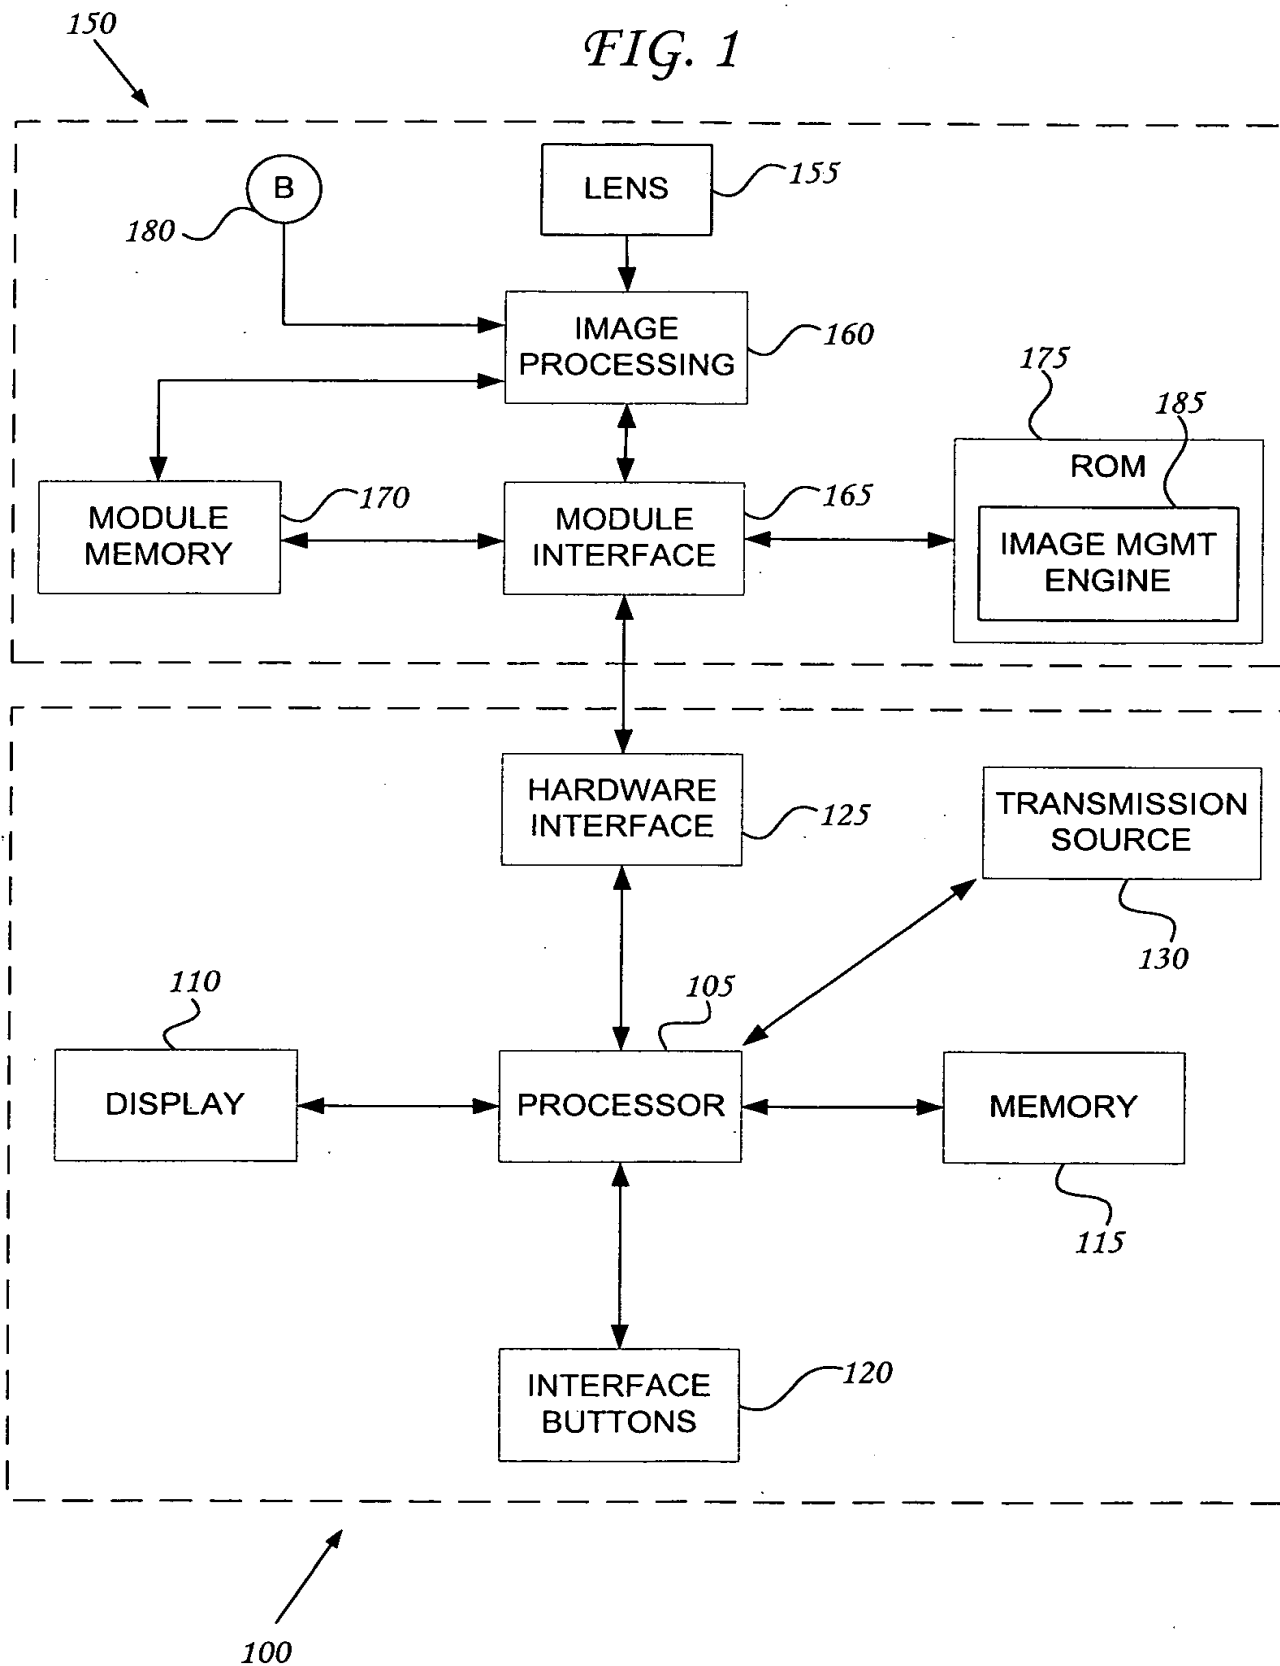 FIG. 1
150
B
180
LENS
155
IMAGE
PROCESSING
160
175
185
ROM
IMAGE MGMT
ENGINE
MODULE
MEMORY
170
MODULE
INTERFACE
165
HARDWARE
INTERFACE
125
TRANSMISSION
SOURCE
130
110
105
DISPLAY
PROCESSOR
MEMORY
115
INTERFACE
BUTTONS
120
100